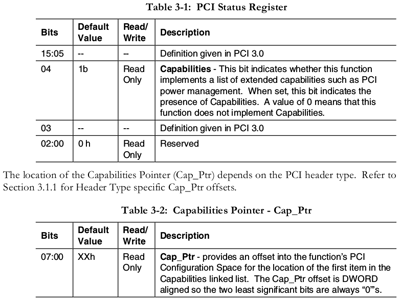 Table 3-1: PCI Status Register
Bits Default Value Read/ Write Description
15:05 -- -- Definition given in PCI 3.0
04 1b Read Only Capabilities - This bit indicates whether this function
implements a list of extended capabilities such as PCI
power management. When set, this bit indicates the
presence of Capabilities. A value of 0 means that this
function does not implement Capabilities.
03 -- -- Definition given in PCI 3.0
02:00 0 h Read Only Reserved
The location of the Capabilities Pointer (Cap_Ptr) depends on the PCI header type. Refer to
Section 3.1.1 for Header Type specific Cap_Ptr offsets.
Table 3-2: Capabilities Pointer - Cap_Ptr
Bits Default Value Read/ Write Description
07:00 XXh Read Only Cap_Ptr - provides an offset into the function's PCI
Configuration Space for the location of the first item in the
Capabilities linked list. The Cap_Ptr offset is DWORD
aligned so the two least significant bits are always "0"'s.